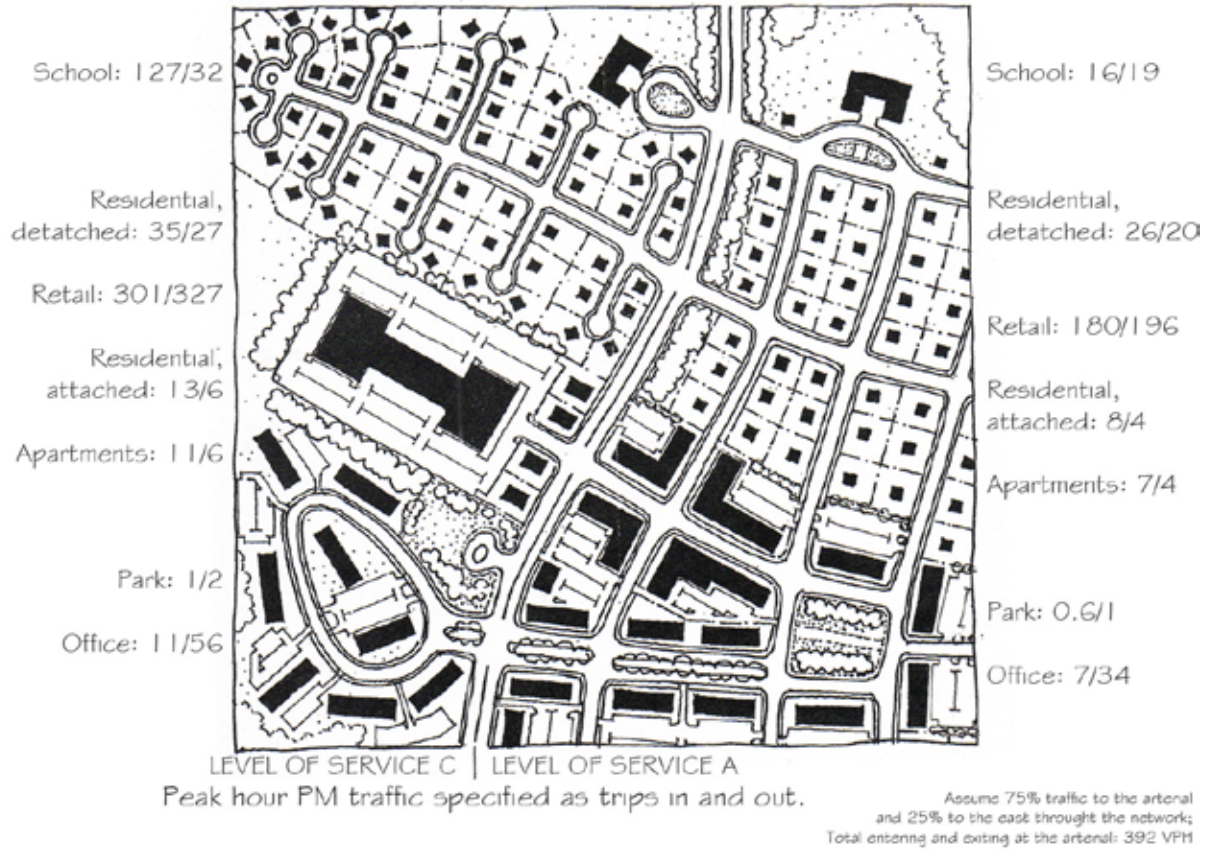 School: 127/32
Residential,
detatched: 35/27
Retail: 301/327
Residential,
attached: 13/6
Apartments: 11/6
Park: 1/2
Office: 11/56
School: 16/19
Residential,
detatched: 26/20
Retail: 180/196
Residential,
attached: 8/4
Apartments: 7/4
Park: 0.6/1
Office: 7/34
LEVEL OF SERVICE C | LEVEL OF SERVICE A
Peak hour PM traffic specified as trips in and out.
Assume 75% traffic to the arterial
and 25% to the east throught the network;
Total entering and exiting at the arterial: 392 VPH